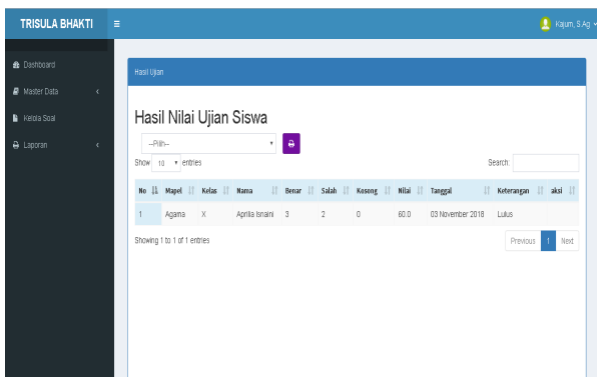 TRISULA BHAKTI
Kajum, S.Ag
Dashboard
Master Data
Kelola Soal
Laporan
Hasil Ujian
Hasil Nilai Ujian Siswa
--Pilih--
Show 10 entries
Search:
No Mapel Kelas Nama Benar Salah Kosong Nilai Tanggal Keterangan aksi
1 Agama X Aprilia Isnaini 3 2 0 60.0 03 November 2018 Lulus
Showing 1 to 1 of 1 entries
Previous 1 Next